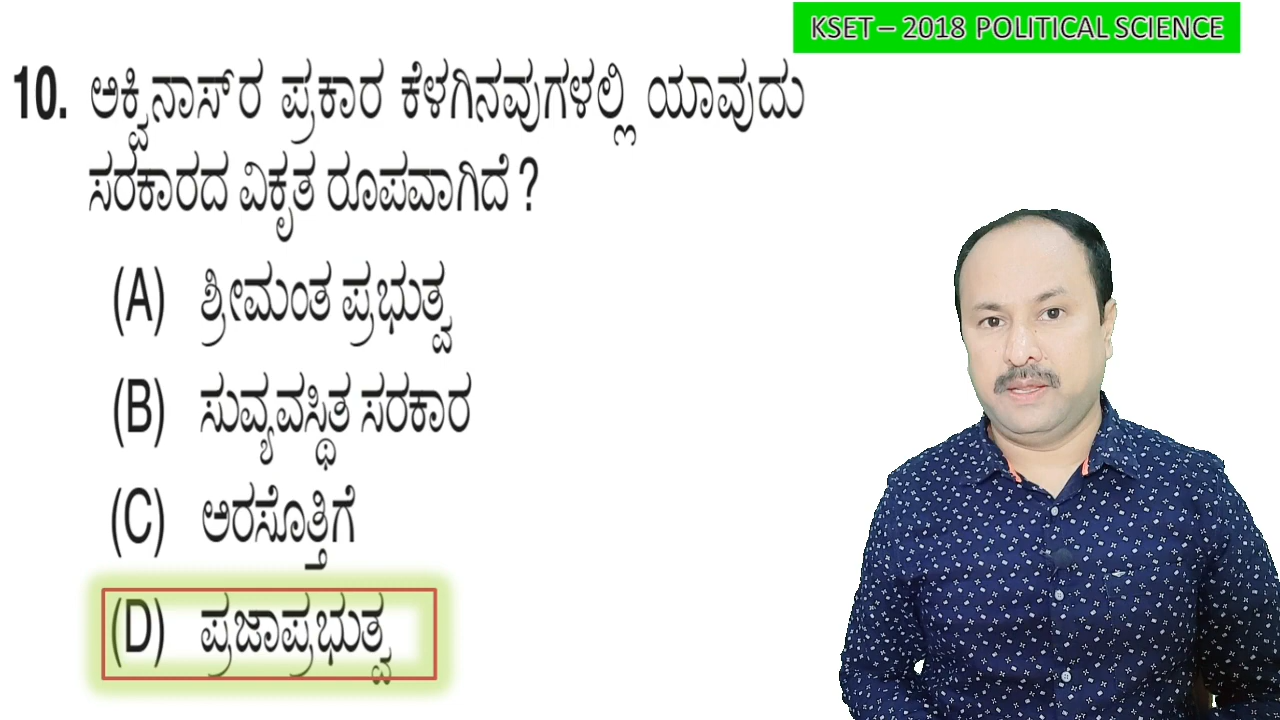 KSET – 2018 POLITICAL SCIENCE
10. ಅಕ್ವಿನಾಸ್‌ರ ಪ್ರಕಾರ ಕೆಳಗಿನವುಗಳಲ್ಲಿ ಯಾವುದು
ಸರಕಾರದ ವಿಕೃತ ರೂಪವಾಗಿದೆ ?
(A) ಶ್ರೀಮಂತ ಪ್ರಭುತ್ವ
(B) ಸುವ್ಯವಸ್ಥಿತ ಸರಕಾರ
(C) ಅರಸೊತ್ತಿಗೆ
(D) ಪ್ರಜಾಪ್ರಭುತ್ವ